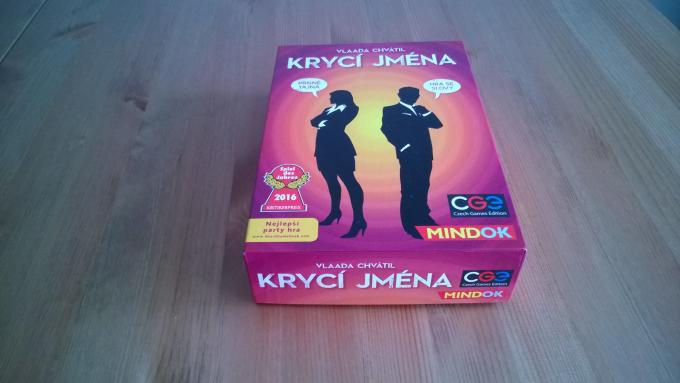 VLAADA CHVÁTIL
KRYCÍ JMÉNA
PŘÍSNĚ
TAJNÁ
HRA SE
SLOVY
Spiel des
Jahres
2016
KRITIKERPREIS
Nejlepší
party hra
CGE
Czech Games Edition
MINDOK
VLAADA CHVÁTIL
KRYCÍ JMÉNA
CGE
Czech Games Edition
MINDOK